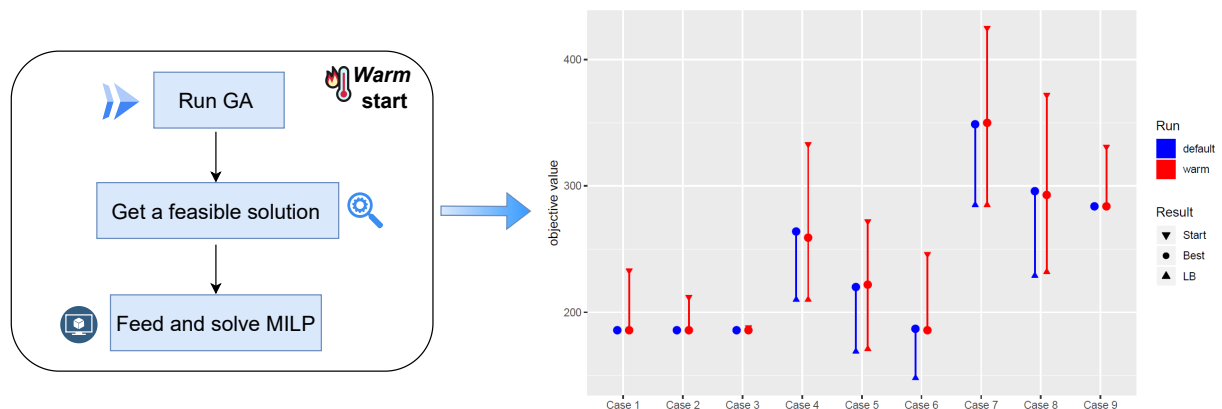 Warm
start
Run GA
Get a feasible solution
Feed and solve MILP
objective value
400
300
200
Case 1 Case 2 Case 3 Case 4 Case 5 Case 6 Case 7 Case 8 Case 9
Run
default
warm
Result
Start
Best
LB